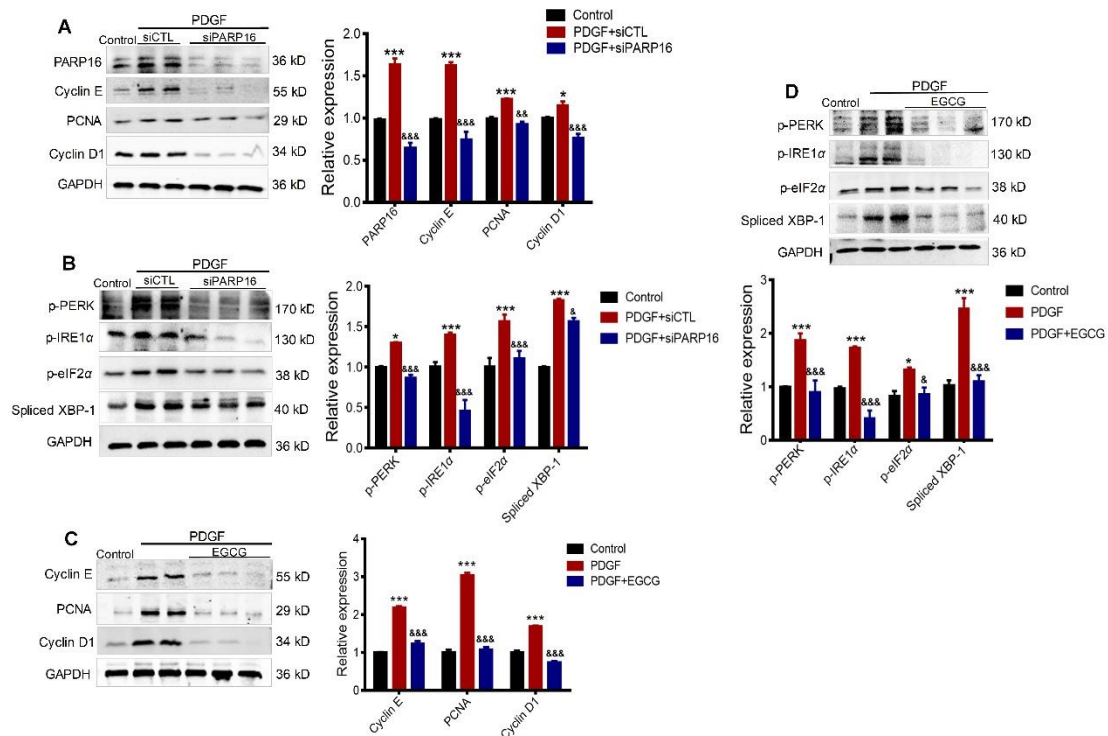 A
PDGF
Control siCTL siPARP16
PARP16 36 kD
Cyclin E 55 kD
PCNA 29 kD
Cyclin D1 34 kD
GAPDH 36 kD
Control
PDGF+siCTL
PDGF+siPARP16
Relative expression
2.0
1.5
1.0
0.5
0.0
*** *** *** *
&&& &&& && &&&
PARP16 Cyclin E PCNA Cyclin D1
B
PDGF
Control siCTL siPARP16
p-PERK 170 kD
p-IRE1α 130 kD
p-eIF2α 38 kD
Spliced XBP-1 40 kD
GAPDH 36 kD
Control
PDGF+siCTL
PDGF+siPARP16
Relative expression
2.0
1.5
1.0
0.5
0.0
* *** *** ***
&&& &&& &&& &
p-PERK p-IRE1α p-eIF2α Spliced XBP-1
C
PDGF
Control EGCG
Cyclin E 55 kD
PCNA 29 kD
Cyclin D1 34 kD
GAPDH 36 kD
Control
PDGF
PDGF+EGCG
Relative expression
4
3
2
1
0
*** *** ***
&&& &&& &&&
Cyclin E PCNA Cyclin D1
D
PDGF
Control EGCG
p-PERK 170 kD
p-IRE1α 130 kD
p-eIF2α 38 kD
Spliced XBP-1 40 kD
GAPDH 36 kD
Control
PDGF
PDGF+EGCG
Relative expression
3
2
1
0
*** *** * ***
&&& &&& & &&&
p-PERK p-IRE1α p-eIF2α Spliced XBP-1